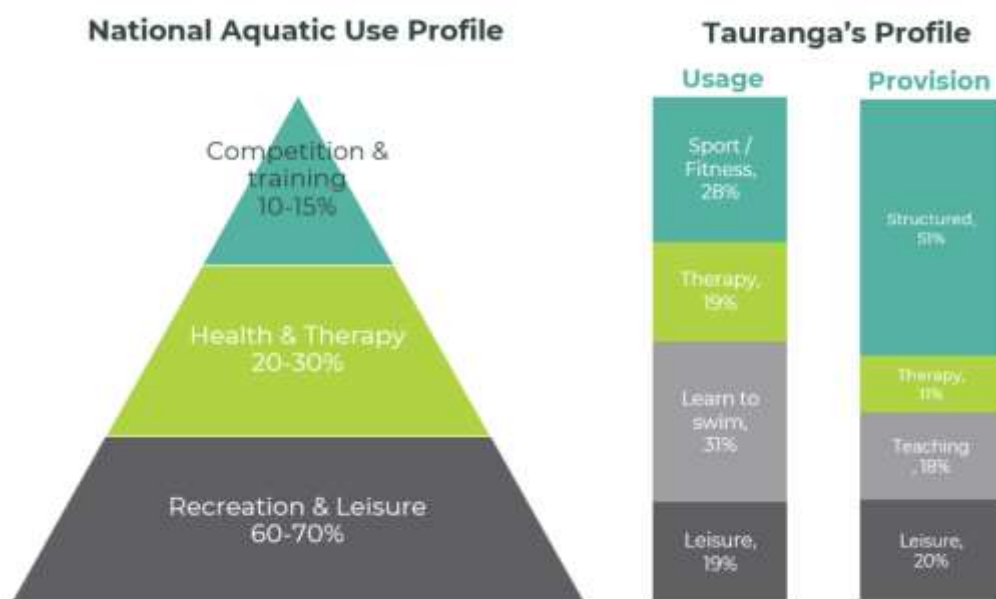 National Aquatic Use Profile
Competition &
training
10-15%
Health & Therapy
20-30%
Recreation & Leisure
60-70%
Tauranga's Profile
Usage
Sport /
Fitness,
28%
Therapy,
19%
Learn to
swim,
31%
Leisure,
19%
Provision
Structured,
51%
Therapy,
11%
Teaching
, 18%
Leisure,
20%